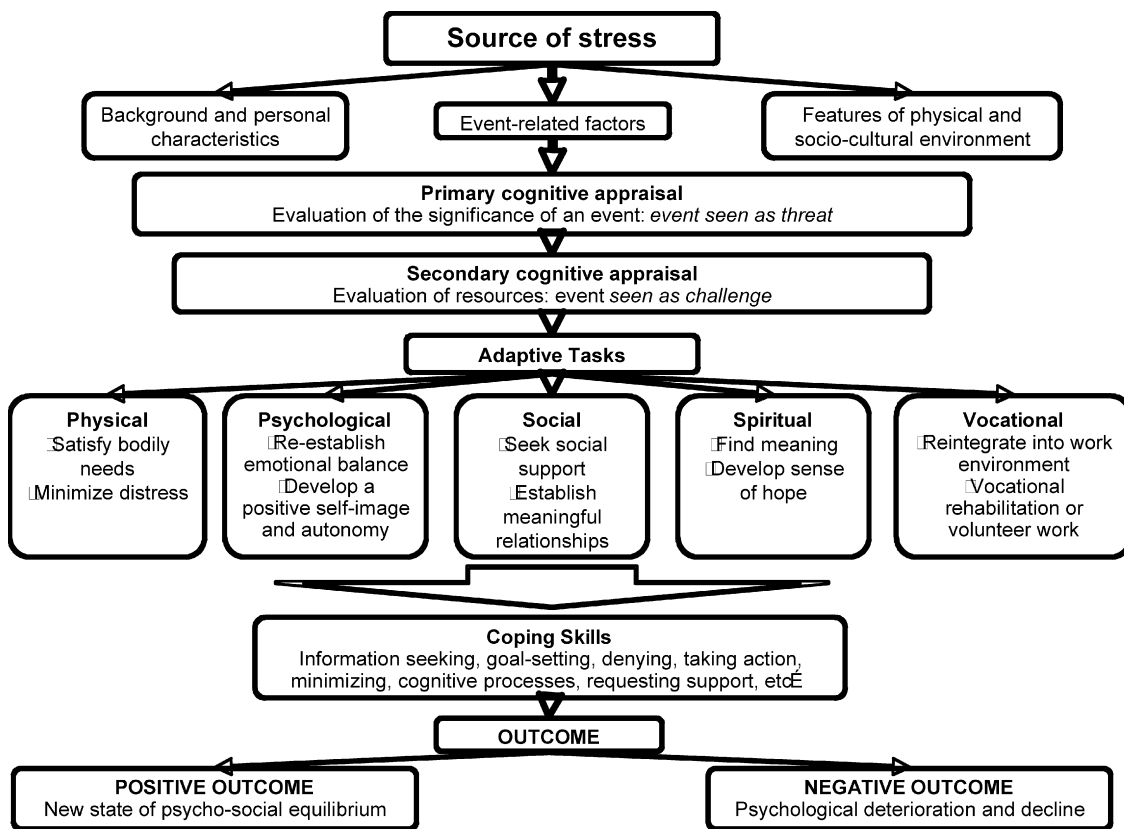 Source of stress
Background and personal
characteristics
Event-related factors
Features of physical and
socio-cultural environment
Primary cognitive appraisal
Evaluation of the significance of an event: event seen as threat
Secondary cognitive appraisal
Evaluation of resources: event seen as challenge
Adaptive Tasks
Physical
Satisfy bodily
needs
Minimize distress
Psychological
Re-establish
emotional balance
Develop a
positive self-image
and autonomy
Social
Seek social
support
Establish
meaningful
relationships
Spiritual
Find meaning
Develop sense
of hope
Vocational
Reintegrate into work
environment
Vocational
rehabilitation or
volunteer work
Coping Skills
Information seeking, goal-setting, denying, taking action,
minimizing, cognitive processes, requesting support, etcÉ
OUTCOME
POSITIVE OUTCOME
New state of psycho-social equilibrium
NEGATIVE OUTCOME
Psychological deterioration and decline